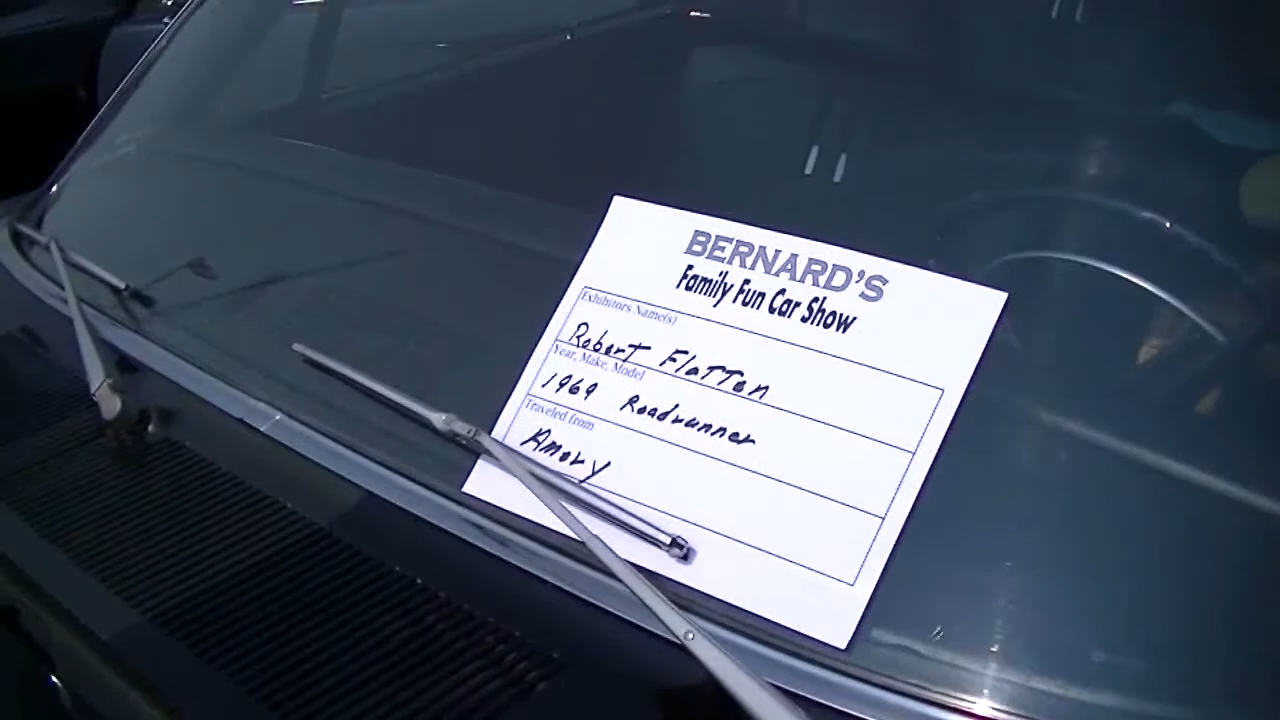 BERNARD'S
Family Fun Car Show
Exhibitors Name(s)
Robert Flatten
Year, Make, Model
1969 Roadrunner
Traveled from
Amory